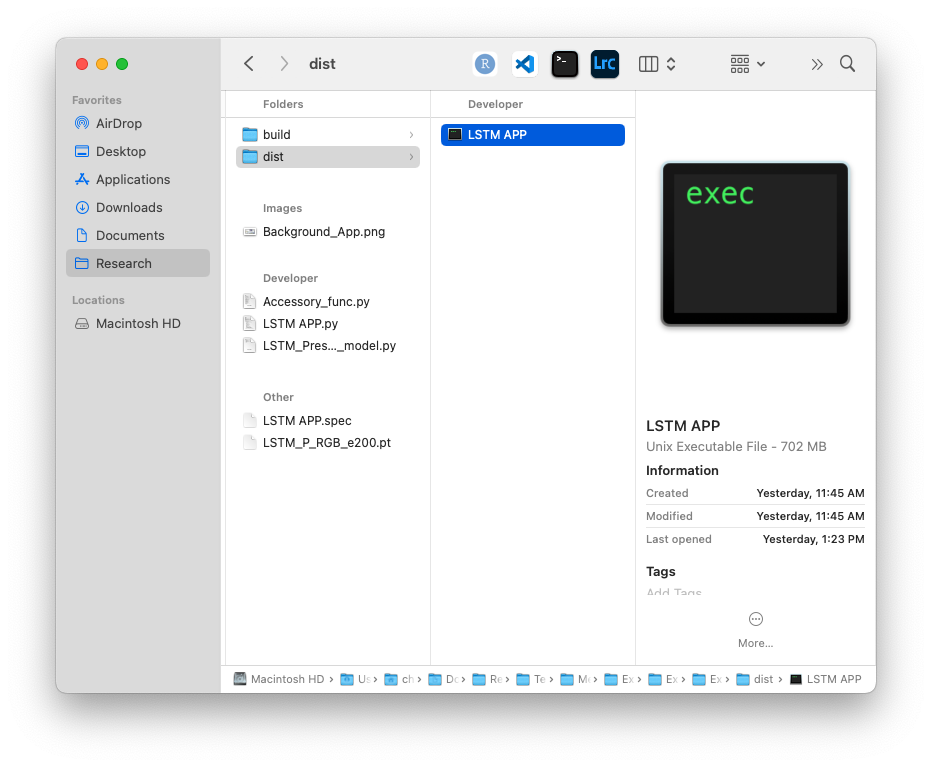 dist
R
>-
Lrc
Favorites
AirDrop
Desktop
Applications
Downloads
Documents
Research
Locations
Macintosh HD
Folders
build
dist
Images
Background_App.png
Developer
Accessory_func.py
LSTM APP.py
LSTM_Pres..._model.py
Other
LSTM APP.spec
LSTM_P_RGB_e200.pt
Developer
LSTM APP
exec
LSTM APP
Unix Executable File - 702 MB
Information
Created Yesterday, 11:45 AM
Modified Yesterday, 11:45 AM
Last opened Yesterday, 1:23 PM
Tags
Add Tags
More...
Macintosh HD › Us › ch › Do › Re › Te › Mo › Ex › Ex › Ex › dist › LSTM APP